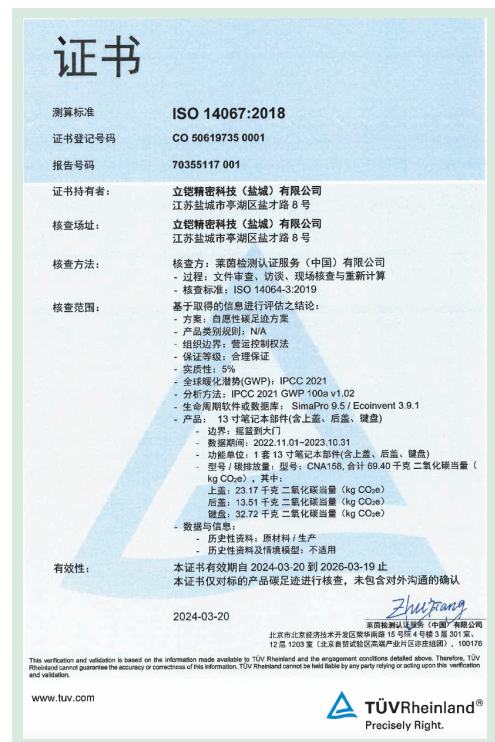 证书
测算标准 ISO 14067:2018
证书登记号码 CO 50619735 0001
报告号码 70355117 001
证书持有者： 立铠精密科技（盐城）有限公司
江苏盐城市亭湖区盐才路 8 号
核查场址： 立铠精密科技（盐城）有限公司
江苏盐城市亭湖区盐才路 8 号
核查方法： 核查方：莱茵检测认证服务（中国）有限公司
- 过程：文件审查、访谈、现场核查与重新计算
- 核查标准：ISO 14064-3:2019
核查范围： 基于取得的信息进行评估之结论：
- 方案：自愿性碳足迹方案
- 产品类别规则：N/A
- 组织边界：营运控制权法
- 保证等级：合理保证
- 实质性：5%
- 全球暖化潜势(GWP)：IPCC 2021
- 分析方法：IPCC 2021 GWP 100a v1.02
- 生命周期软件或数据库： SimaPro 9.5 / Ecoinvent 3.9.1
- 产品： 13 寸笔记本部件(含上盖、后盖、键盘)
- 边界：摇篮到大门
- 数据期间：2022.11.01~2023.10.31
- 功能单位：1 套 13 寸笔记本部件(含上盖、后盖、键盘)
- 型号 / 碳排放量：型号：CNA158, 合计 69.40 千克 二氧化碳当量（
kg CO₂e），其中：
上盖：23.17 千克 二氧化碳当量（kg CO₂e）
后盖：13.51 千克 二氧化碳当量（kg CO₂e）
键盘：32.72 千克 二氧化碳当量（kg CO₂e）
- 数据与信息：
- 历史性资料：原材料 / 生产
- 历史性资料及情境模型：不适用
有效性： 本证书有效期自 2024-03-20 到 2026-03-19 止
本证书仅对标的产品碳足迹进行核查，未包含对外沟通的确认
2024-03-20
莱茵检测认证服务（中国）有限公司
北京市北京经济技术开发区荣华南路 15 号院 4 号楼 3 层 301 室、
12 层 1203 室（北京自贸试验区高端产业片区亦庄组团），100176
This verification and validation is based on the information made available to TÜV Rheinland and the engagement conditions detailed above. Therefore, TÜV
Rheinland cannot guarantee the accuracy or correctness of this information. TÜV Rheinland cannot be held liable by any party relying or acting upon this verification
and validation.
www.tuv.com
TÜVRheinland®
Precisely Right.